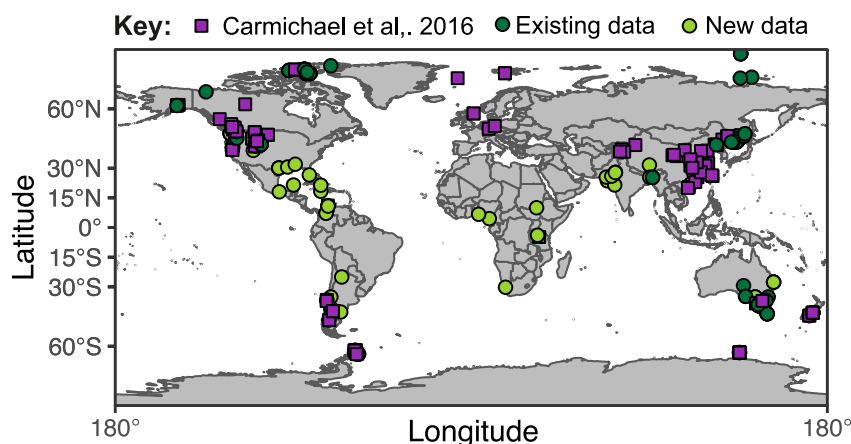 Key: Carmichael et al,. 2016 Existing data New data
60°N
30°N
15°N
0°
15°S
30°S
60°S
Latitude
180° 180°
Longitude